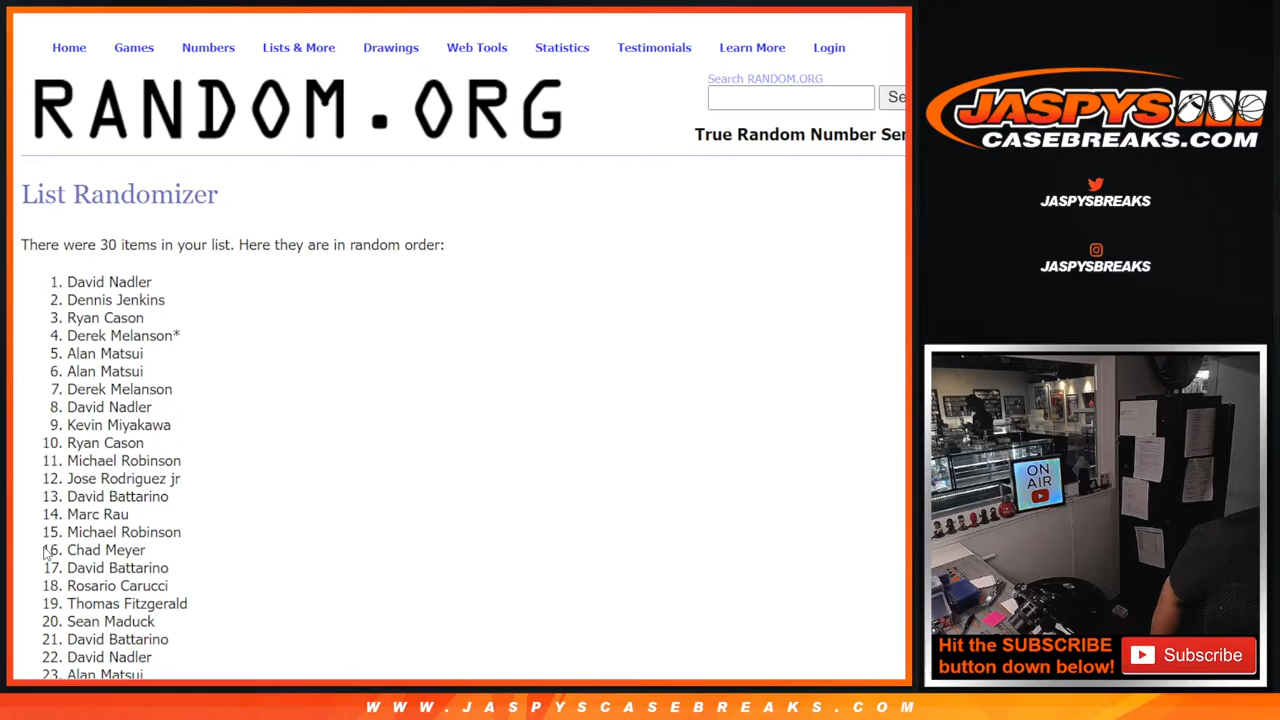 Home Games Numbers Lists & More Drawings Web Tools Statistics Testimonials Learn More Login
RANDOM.ORG
Search RANDOM.ORG
Se
True Random Number Ser
List Randomizer
There were 30 items in your list. Here they are in random order:
1. David Nadler
2. Dennis Jenkins
3. Ryan Cason
4. Derek Melanson*
5. Alan Matsui
6. Alan Matsui
7. Derek Melanson
8. David Nadler
9. Kevin Miyakawa
10. Ryan Cason
11. Michael Robinson
12. Jose Rodriguez jr
13. David Battarino
14. Marc Rau
15. Michael Robinson
16. Chad Meyer
17. David Battarino
18. Rosario Carucci
19. Thomas Fitzgerald
20. Sean Maduck
21. David Battarino
22. David Nadler
23. Alan Matsui
JASPYS
CASEBREAKS.COM
JASPYSBREAKS
JASPYSBREAKS
ON
AIR
Hit the SUBSCRIBE
button down below!
Subscribe
WWW.JASPYSCASEBREAKS.COM